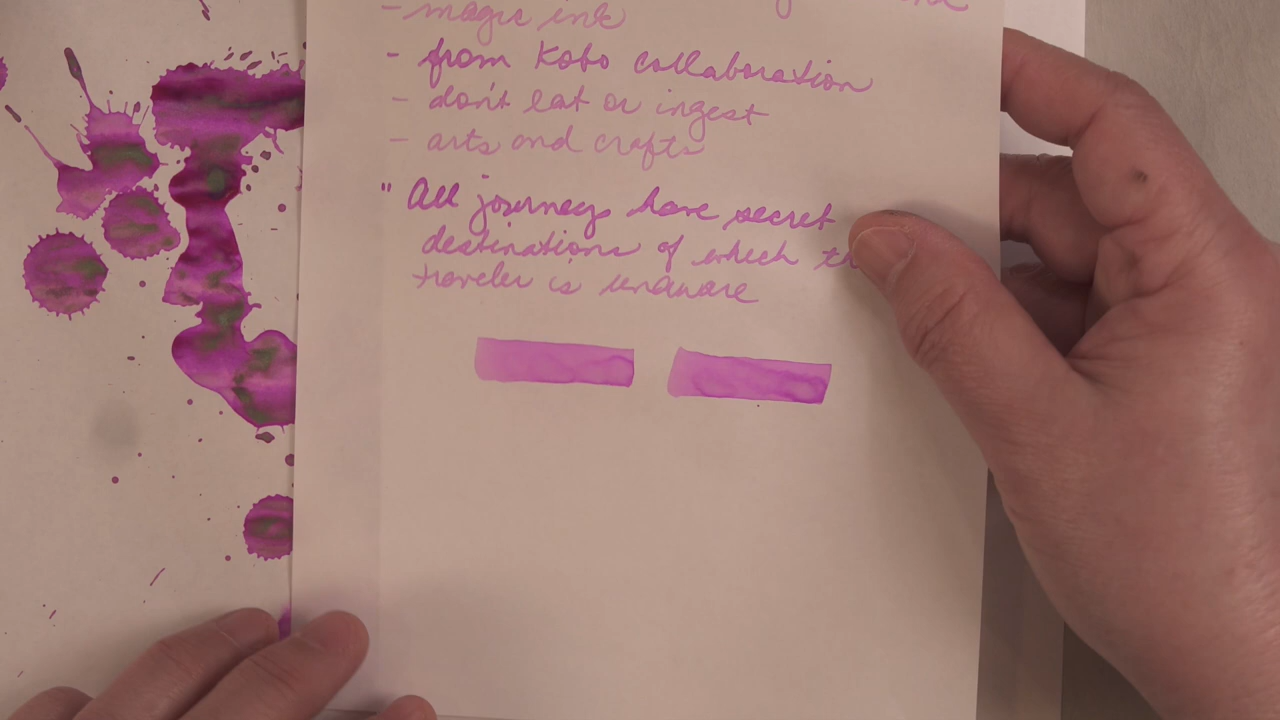 - magic ink
- from Kobo collaboration
- don't eat or ingest
- arts and crafts
" All journeys have secret
destinations of which th
traveler is unaware